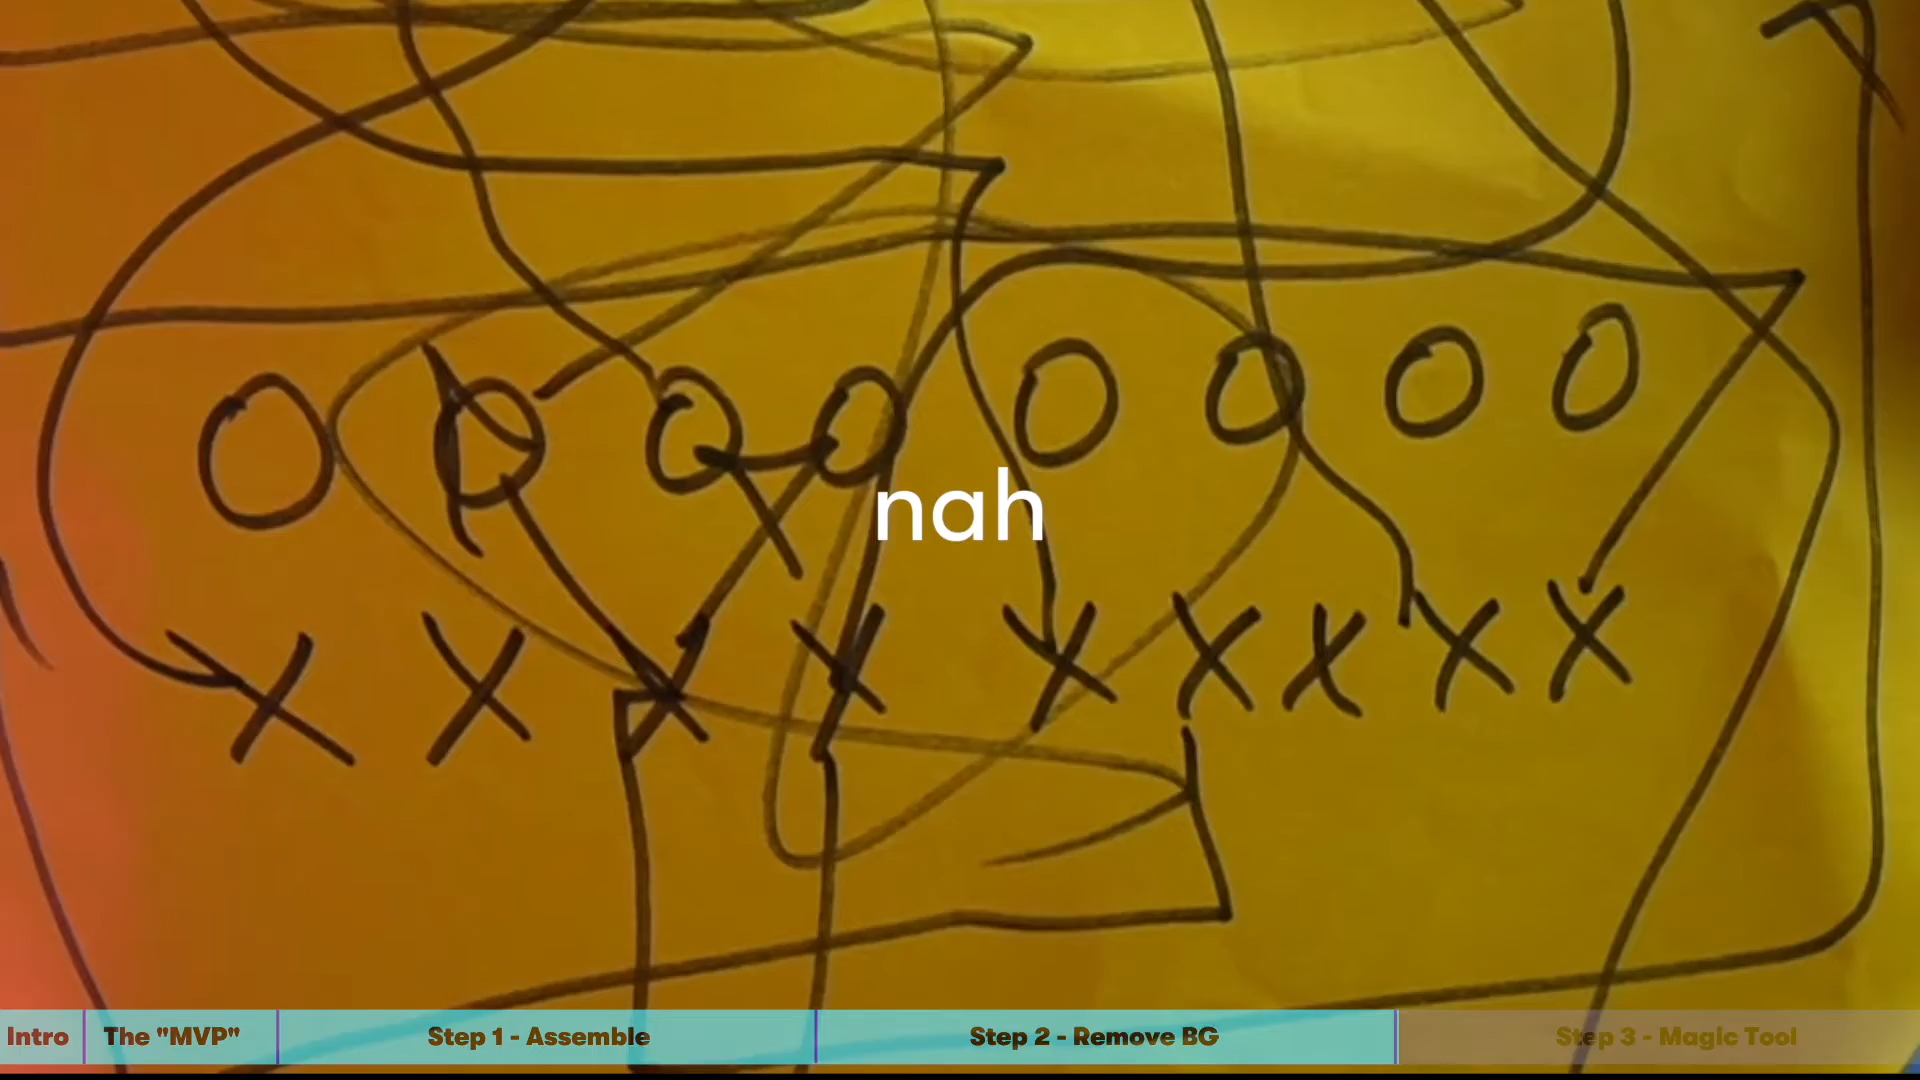 O O O O O O O O
nah
X X X X X X X X X
Intro The "MVP" Step 1 - Assemble Step 2 - Remove BG Step 3 - Magic Tool